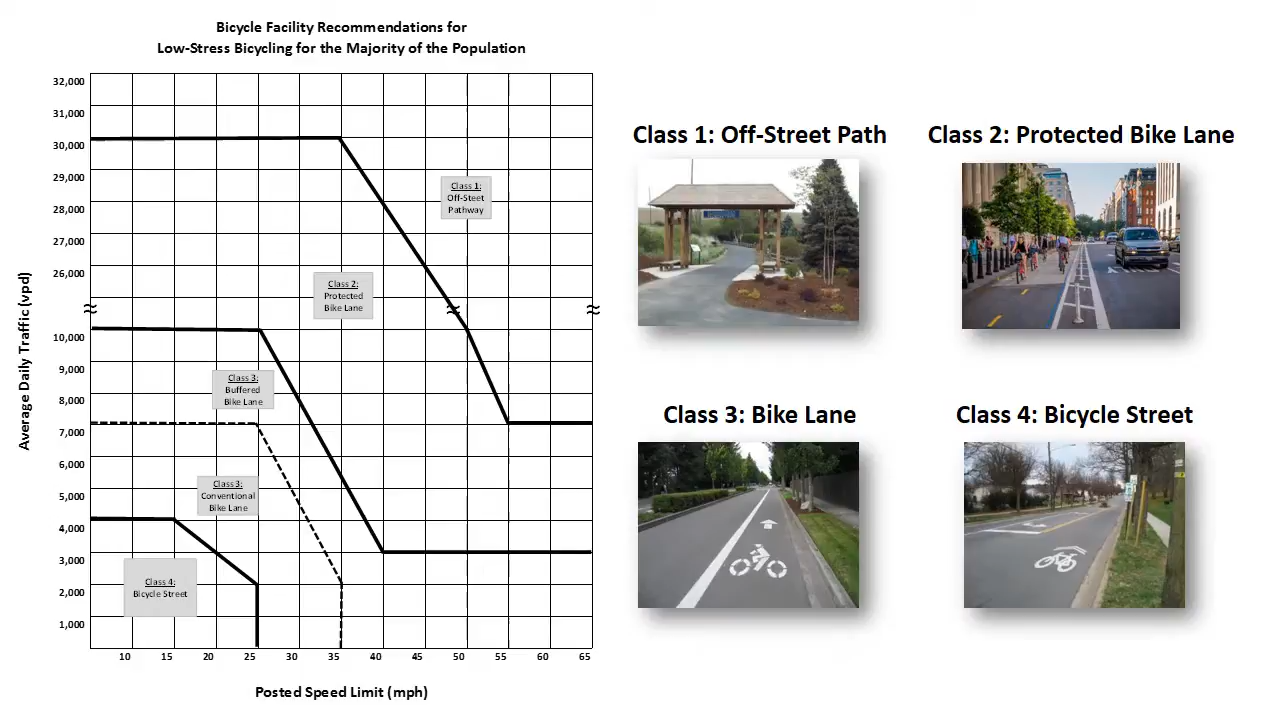 Bicycle Facility Recommendations for
Low-Stress Bicycling for the Majority of the Population
32,000
31,000
30,000
29,000
28,000
27,000
26,000
10,000
9,000
8,000
7,000
6,000
5,000
4,000
3,000
2,000
1,000
Average Daily Traffic (vpd)
Class 1:
Off-Steet
Pathway
Class 2:
Protected
Bike Lane
Class 3:
Buffered
Bike Lane
Class 3:
Conventional
Bike Lane
Class 4:
Bicycle Street
10 15 20 25 30 35 40 45 50 55 60 65
Posted Speed Limit (mph)
Class 1: Off-Street Path
Class 2: Protected Bike Lane
Class 3: Bike Lane
Class 4: Bicycle Street